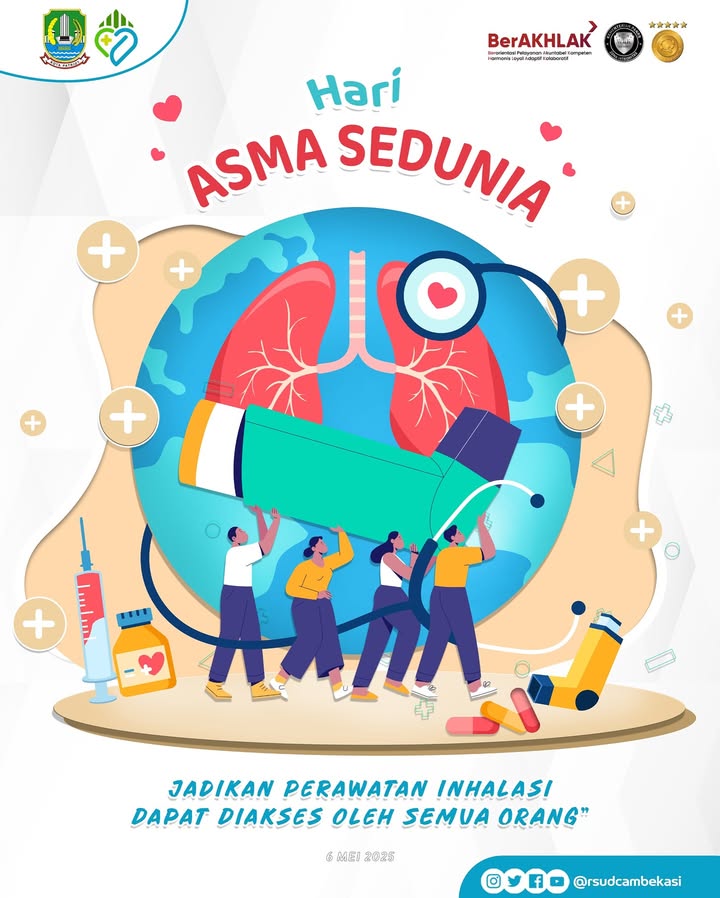 BerAKHLAK
Berorientasi Pelayanan Akuntabel Kompeten
Harmonis Loyal Adaptif Kolaboratif
Hari
ASMA SEDUNIA
JADIKAN PERAWATAN INHALASI
DAPAT DIAKSES OLEH SEMUA ORANG"
6 MEI 2025
@rsudcambekasi